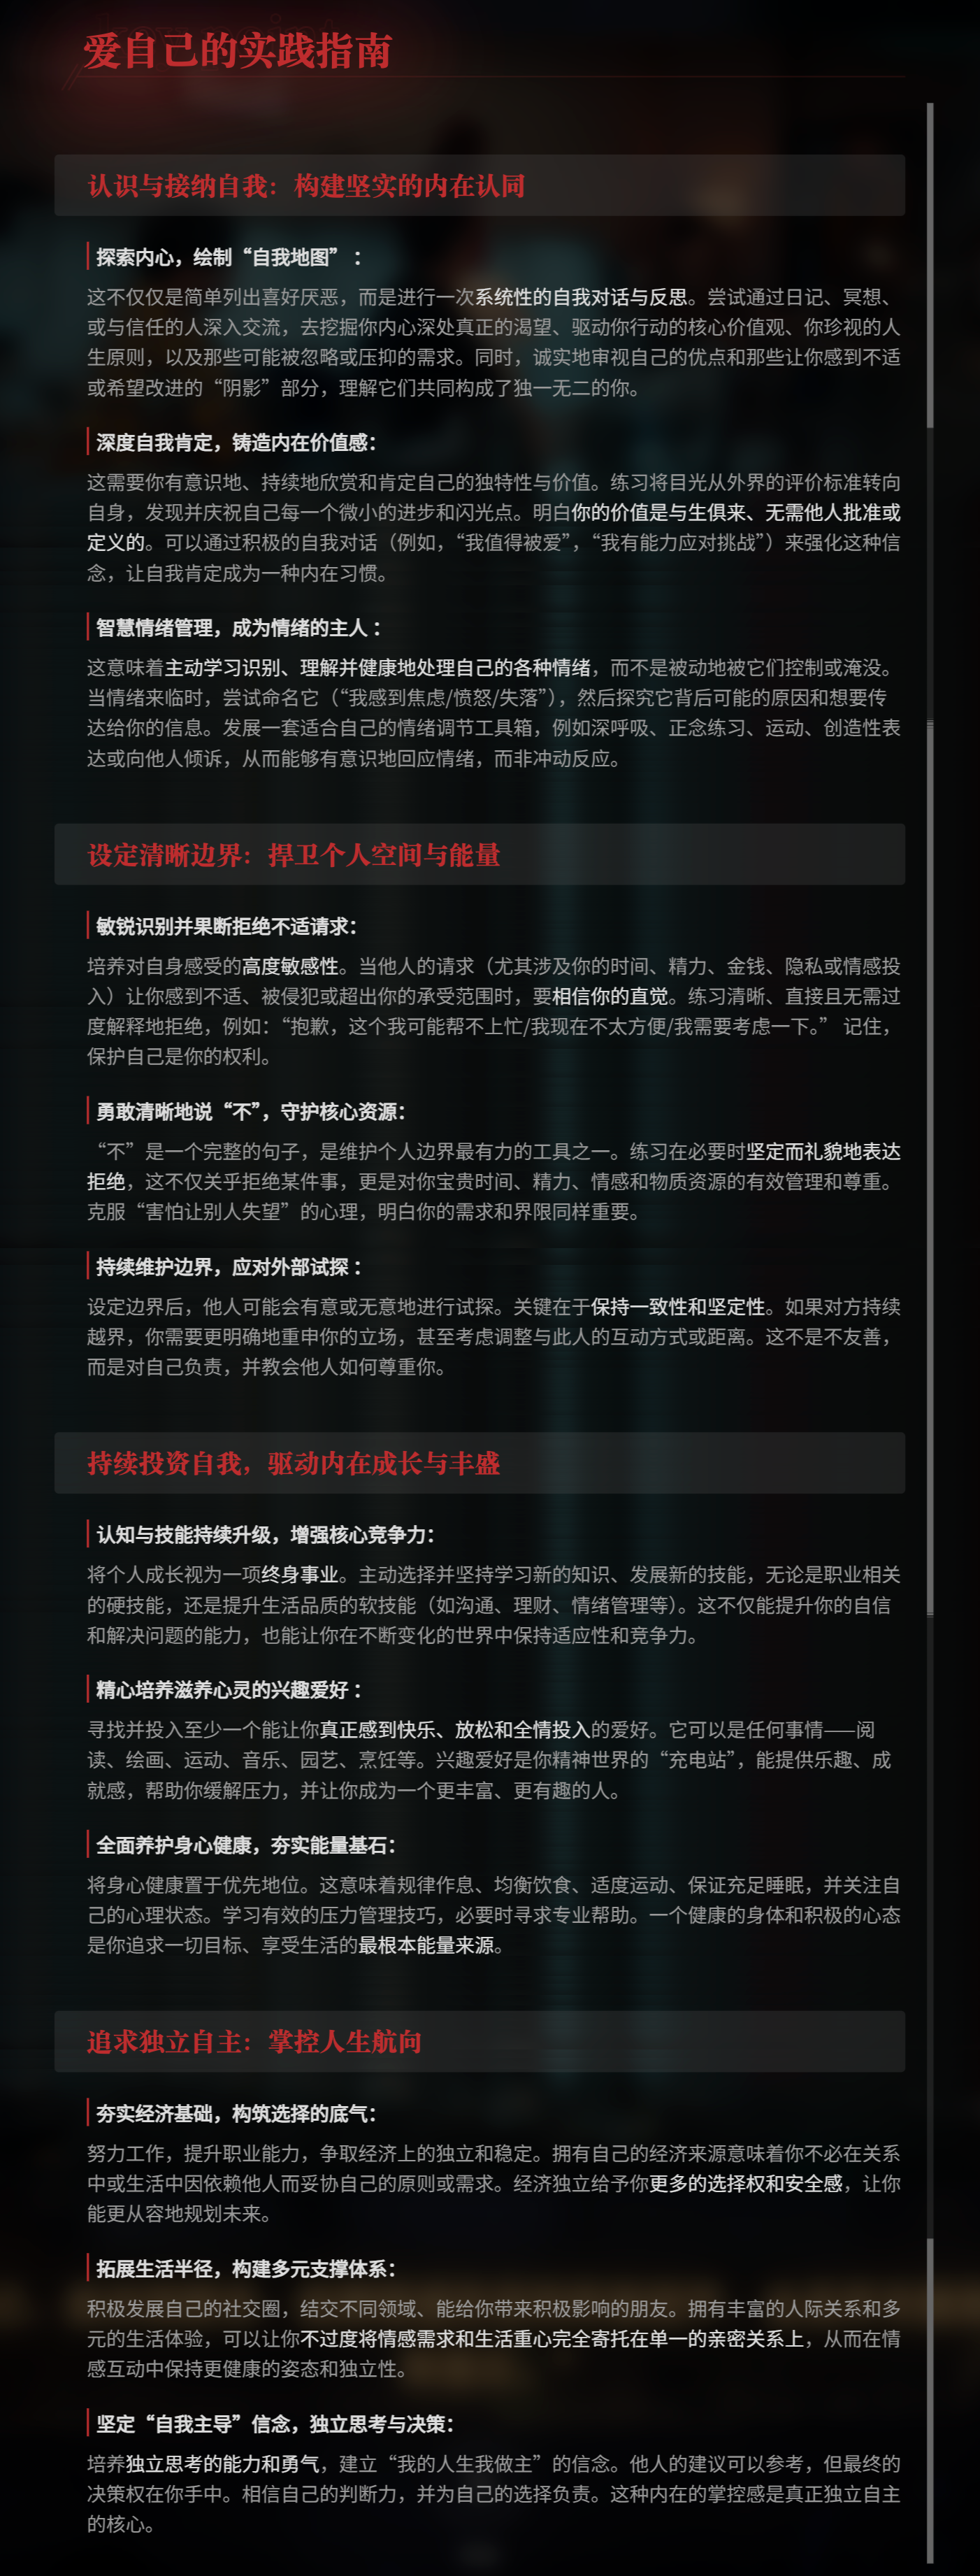 爱自己的实践指南
认识与接纳自我：构建坚实的内在认同
探索内心，绘制“自我地图” ：
这不仅仅是简单列出喜好厌恶，而是进行一次系统性的自我对话与反思。尝试通过日记、冥想、
或与信任的人深入交流，去挖掘你内心深处真正的渴望、驱动你行动的核心价值观、你珍视的人
生原则，以及那些可能被忽略或压抑的需求。同时，诚实地审视自己的优点和那些让你感到不适
或希望改进的“阴影”部分，理解它们共同构成了独一无二的你。
深度自我肯定，铸造内在价值感：
这需要你有意识地、持续地欣赏和肯定自己的独特性与价值。练习将目光从外界的评价标准转向
自身，发现并庆祝自己每一个微小的进步和闪光点。明白你的价值是与生俱来、无需他人批准或
定义的。可以通过积极的自我对话（例如，“我值得被爱”，“我有能力应对挑战”）来强化这种信
念，让自我肯定成为一种内在习惯。
智慧情绪管理，成为情绪的主人：
这意味着主动学习识别、理解并健康地处理自己的各种情绪，而不是被动地被它们控制或淹没。
当情绪来临时，尝试命名它（“我感到焦虑/愤怒/失落”），然后探究它背后可能的原因和想要传
达给你的信息。发展一套适合自己的情绪调节工具箱，例如深呼吸、正念练习、运动、创造性表
达或向他人倾诉，从而能够有意识地回应情绪，而非冲动反应。
设定清晰边界：捍卫个人空间与能量
敏锐识别并果断拒绝不适请求：
培养对自身感受的高度敏感性。当他人的请求（尤其涉及你的时间、精力、金钱、隐私或情感投
入）让你感到不适、被侵犯或超出你的承受范围时，要相信你的直觉。练习清晰、直接且无需过
度解释地拒绝，例如：“抱歉，这个我可能帮不上忙/我现在不太方便/我需要考虑一下。” 记住，
保护自己是你的权利。
勇敢清晰地说“不”，守护核心资源：
“不”是一个完整的句子，是维护个人边界最有力的工具之一。练习在必要时坚定而礼貌地表达
拒绝，这不仅关乎拒绝某件事，更是对你宝贵时间、精力、情感和物质资源的有效管理和尊重。
克服“害怕让别人失望”的心理，明白你的需求和界限同样重要。
持续维护边界，应对外部试探：
设定边界后，他人可能会有意或无意地进行试探。关键在于保持一致性和坚定性。如果对方持续
越界，你需要更明确地重申你的立场，甚至考虑调整与此人的互动方式或距离。这不是不友善，
而是对自己负责，并教会他人如何尊重你。
持续投资自我，驱动内在成长与丰盛
认知与技能持续升级，增强核心竞争力：
将个人成长视为一项终身事业。主动选择并坚持学习新的知识、发展新的技能，无论是职业相关
的硬技能，还是提升生活品质的软技能（如沟通、理财、情绪管理等）。这不仅能提升你的自信
和解决问题的能力，也能让你在不断变化的世界中保持适应性和竞争力。
精心培养滋养心灵的兴趣爱好：
寻找并投入至少一个能让你真正感到快乐、放松和全情投入的爱好。它可以是任何事情——阅
读、绘画、运动、音乐、园艺、烹饪等。兴趣爱好是你精神世界的“充电站”，能提供乐趣、成
就感，帮助你缓解压力，并让你成为一个更丰富、更有趣的人。
全面养护身心健康，夯实能量基石：
将身心健康置于优先地位。这意味着规律作息、均衡饮食、适度运动、保证充足睡眠，并关注自
己的心理状态。学习有效的压力管理技巧，必要时寻求专业帮助。一个健康的身体和积极的心态
是你追求一切目标、享受生活的最根本能量来源。
追求独立自主：掌控人生航向
夯实经济基础，构筑选择的底气：
努力工作，提升职业能力，争取经济上的独立和稳定。拥有自己的经济来源意味着你不必在关系
中或生活中因依赖他人而妥协自己的原则或需求。经济独立给予你更多的选择权和安全感，让你
能更从容地规划未来。
拓展生活半径，构建多元支撑体系：
积极发展自己的社交圈，结交不同领域、能给你带来积极影响的朋友。拥有丰富的人际关系和多
元的生活体验，可以让你不过度将情感需求和生活重心完全寄托在单一的亲密关系上，从而在情
感互动中保持更健康的姿态和独立性。
坚定“自我主导”信念，独立思考与决策：
培养独立思考的能力和勇气，建立“我的人生我做主”的信念。他人的建议可以参考，但最终的
决策权在你手中。相信自己的判断力，并为自己的选择负责。这种内在的掌控感是真正独立自主
的核心。